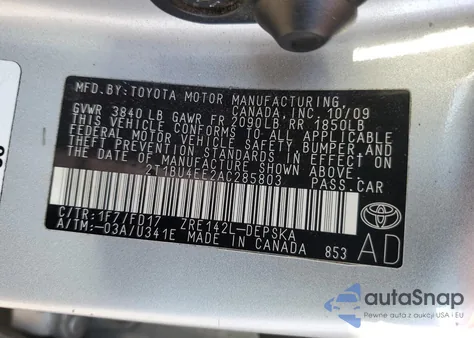 MFD.BY:TOYOTA MOTOR MANUFACTURING,
CANADA, INC. 10/09
GVWR 3840 LB GAWR FR 2090LB RR 1850LB
THIS VEHICLE CONFORMS TO ALL APPLICABLE
FEDERAL MOTOR VEHICLE SAFETY, BUMPER,
AND THEFT PREVENTION STANDARDS IN EFFECT
ON THE DATE OF MANUFACTURE SHOWN ABOVE.
2T1BU4EE2AC285803 PASS.CAR
C/TR:1F7/FD17 ZRE142L-DEPSKA
A/TM:-03A/U341E MADE IN CANADA 853
TOYOTA
AD
autoSnap
Pewne auta z aukcji USA i EU